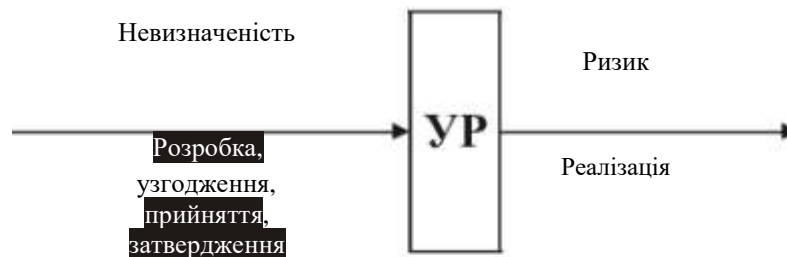 Невизначеність
Ризик
УР
Розробка,
узгодження,
прийняття,
затвердження
Реалізація